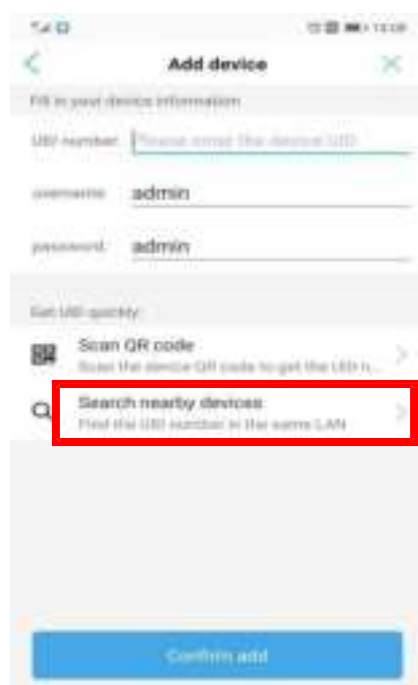 Add device
Fill in your device information
UID number Please enter the device UID
username admin
password admin
Get UID quickly:
Scan QR code
Scan the device QR code to get the UID n...
Search nearby devices
Find the UID number in the same LAN
Confirm add